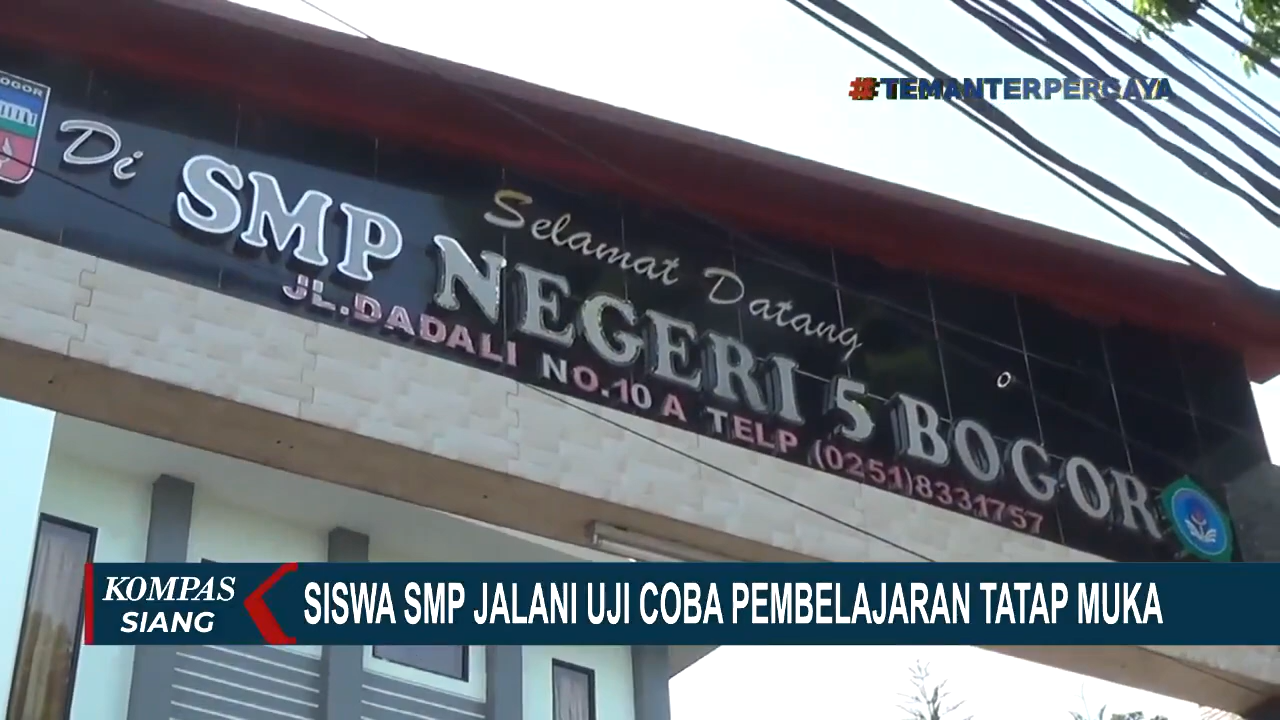 #TEMANTERPERCAYA
BOGOR
Selamat Datang
Di SMP NEGERI 5 BOGOR
JL.DADALI NO.10 A TELP (0251)8331757
KOMPAS SIANG
SISWA SMP JALANI UJI COBA PEMBELAJARAN TATAP MUKA